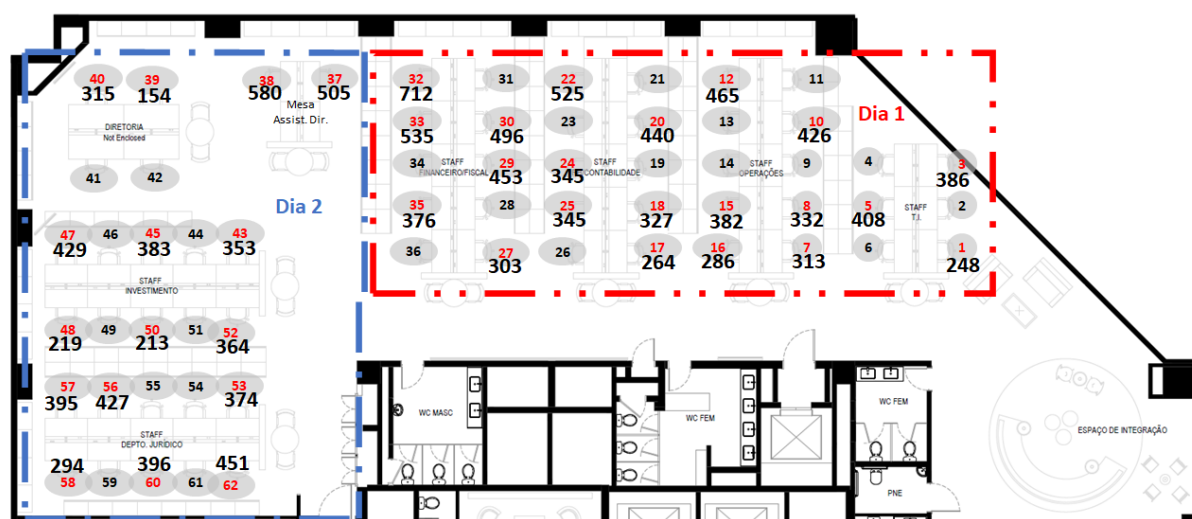 40 39 38 37 32 31 22 21 12 11
315 154 580 505 712 525 465
Mesa
Assist. Dir.
DIRETORIA
Not Enclosed
33 30 23 20 13 10 Dia 1
535 496 440 426
34 STAFF 29 24 STAFF 19 14 STAFF 9 4 3
FINANCEIRO/FISCAL CONTABILIDADE OPERAÇÕES
453 345 386
41 42
Dia 2
35 28 25 18 15 8 5 STAFF 2
T.I.
376 345 327 382 332 408
47 46 45 44 43
429 383 353
36 27 26 17 16 7 6 1
303 264 286 313 248
STAFF
INVESTIMENTO
48 49 50 51 52
219 213 364
57 56 55 54 53
395 427 374
STAFF
DEPTO. JURÍDICO
294 396 451
58 59 60 61 62
WC MASC
WC FEM
WC FEM
ESPAÇO DE INTEGRAÇÃO
PNE